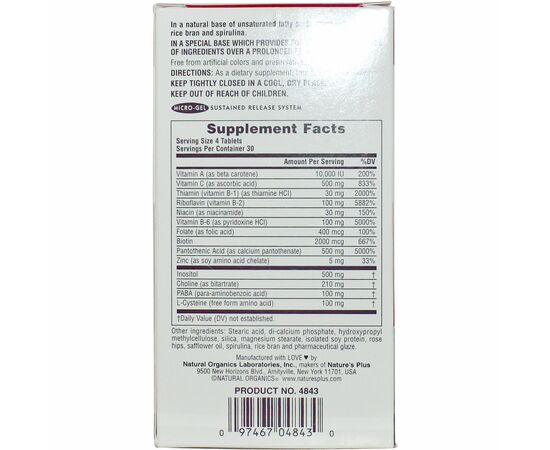 In a natural base of unsaturated fatty
rice bran and spirulina.
IN A SPECIAL BASE WHICH PROVIDES FO
OF INGREDIENTS OVER A PROLONGED
Free from artificial colors and preserva
DIRECTIONS: As a dietary supplement,
KEEP TIGHTLY CLOSED IN A COOL, DRY PLACE.
KEEP OUT OF REACH OF CHILDREN.
MICRO-GEL SUSTAINED RELEASE SYSTEM
Supplement Facts
Serving Size 4 Tablets
Servings Per Container 30
Amount Per Serving %DV
Vitamin A (as beta carotene) 10,000 IU 200%
Vitamin C (as ascorbic acid) 500 mg 833%
Thiamin (vitamin B-1) (as thiamine HCl) 30 mg 2000%
Riboflavin (vitamin B-2) 100 mg 5882%
Niacin (as niacinamide) 30 mg 150%
Vitamin B-6 (as pyridoxine HCl) 100 mg 5000%
Folate (as folic acid) 400 mcg 100%
Biotin 2000 mcg 667%
Pantothenic Acid (as calcium pantothenate) 500 mg 5000%
Zinc (as soy amino acid chelate) 5 mg 33%
Inositol 500 mg †
Choline (as bitartrate) 210 mg †
PABA (para-aminobenzoic acid) 100 mg †
L-Cysteine (free form amino acid) 100 mg †
†Daily Value (DV) not established.
Other ingredients: Stearic acid, di-calcium phosphate, hydroxypropyl
methylcellulose, silica, magnesium stearate, isolated soy protein, rose
hips, safflower oil, spirulina, rice bran and pharmaceutical glaze.
Manufactured with LOVE ♥ by
Natural Organics Laboratories, Inc., makers of Nature's Plus
9500 New Horizons Blvd., Amityville, New York 11701, USA
©NATURAL ORGANICS® www.naturesplus.com
PRODUCT NO. 4843
0 97467 04843 0